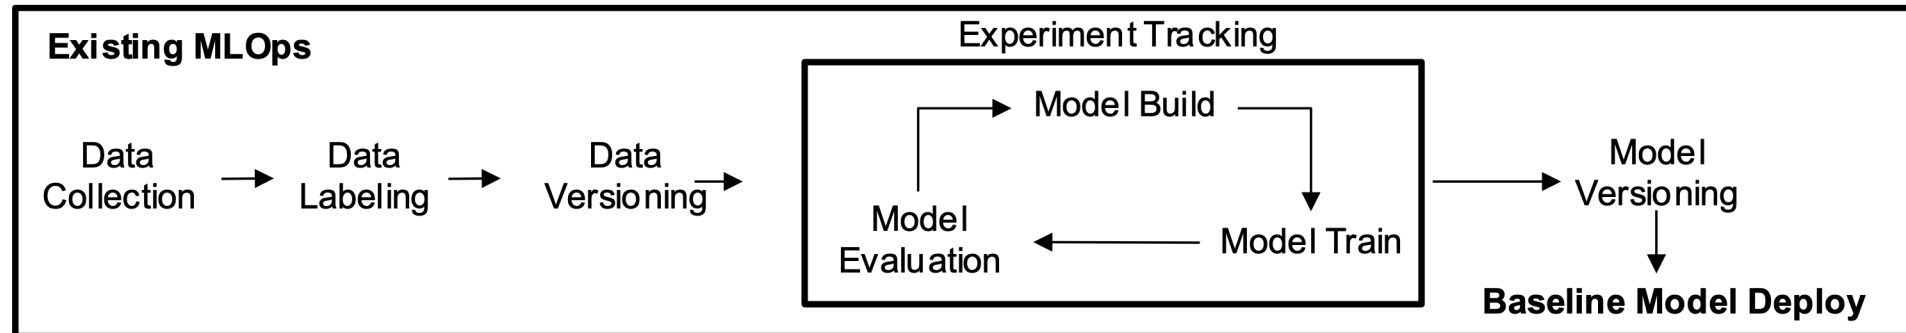 Existing MLOps
Experiment Tracking
Data
Collection
Data
Labeling
Data
Versioning
Model Build
Model Train
Model
Evaluation
Model
Versioning
Baseline Model Deploy